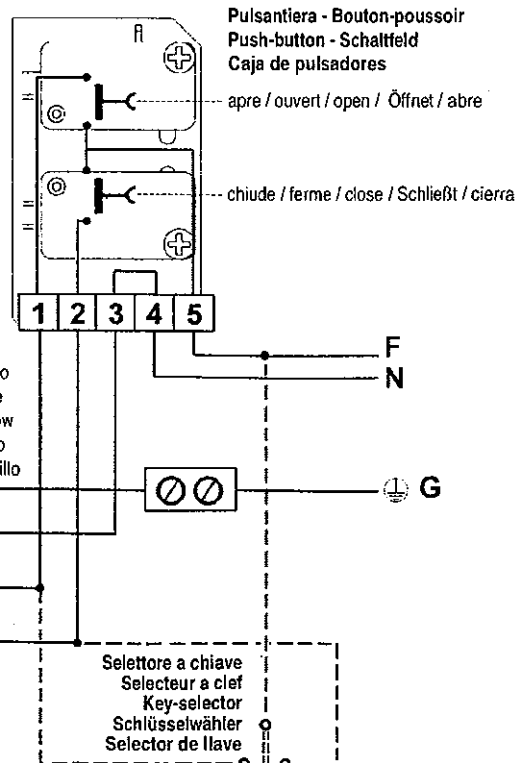 Pulsantiera - Bouton-poussoir
Push-button - Schaltfeld
Caja de pulsadores
apre / ouvert / open / Öffnet / abre
chiude / ferme / close / Schließt / cierra
1 2 3 4 5
F
N
G
Selettore a chiave
Selecteur a clef
Key-selector
Schlüsselwähler
Selector de llave